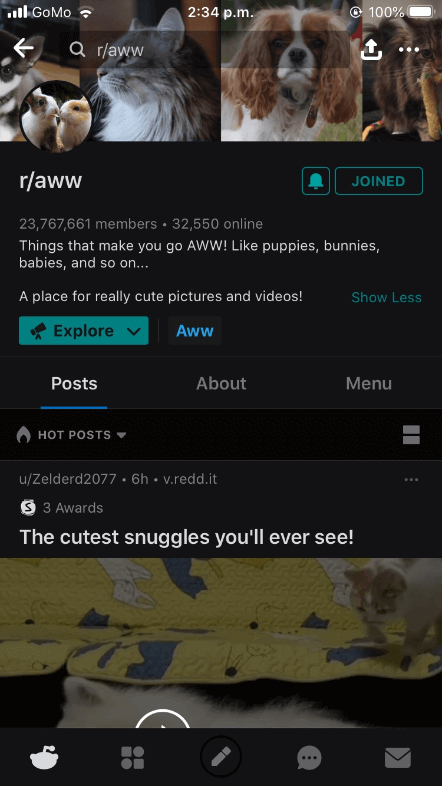 GoMo 2:34 p.m. 100%
r/aww
r/aww
JOINED
23,767,661 members • 32,550 online
Things that make you go AWW! Like puppies, bunnies,
babies, and so on...
A place for really cute pictures and videos!
Show Less
Explore
Aww
Posts About Menu
HOT POSTS
u/Zelderd2077 • 6h • v.redd.it
3 Awards
The cutest snuggles you'll ever see!